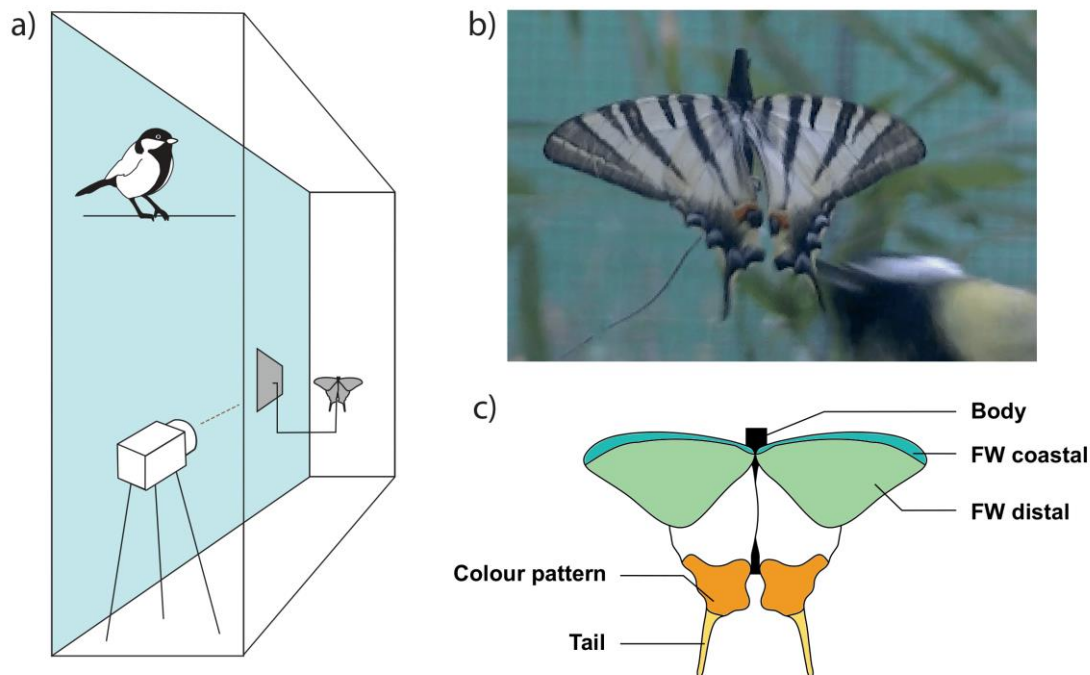 a)
b)
c)
Body
FW coastal
FW distal
Colour pattern
Tail